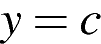 y = c